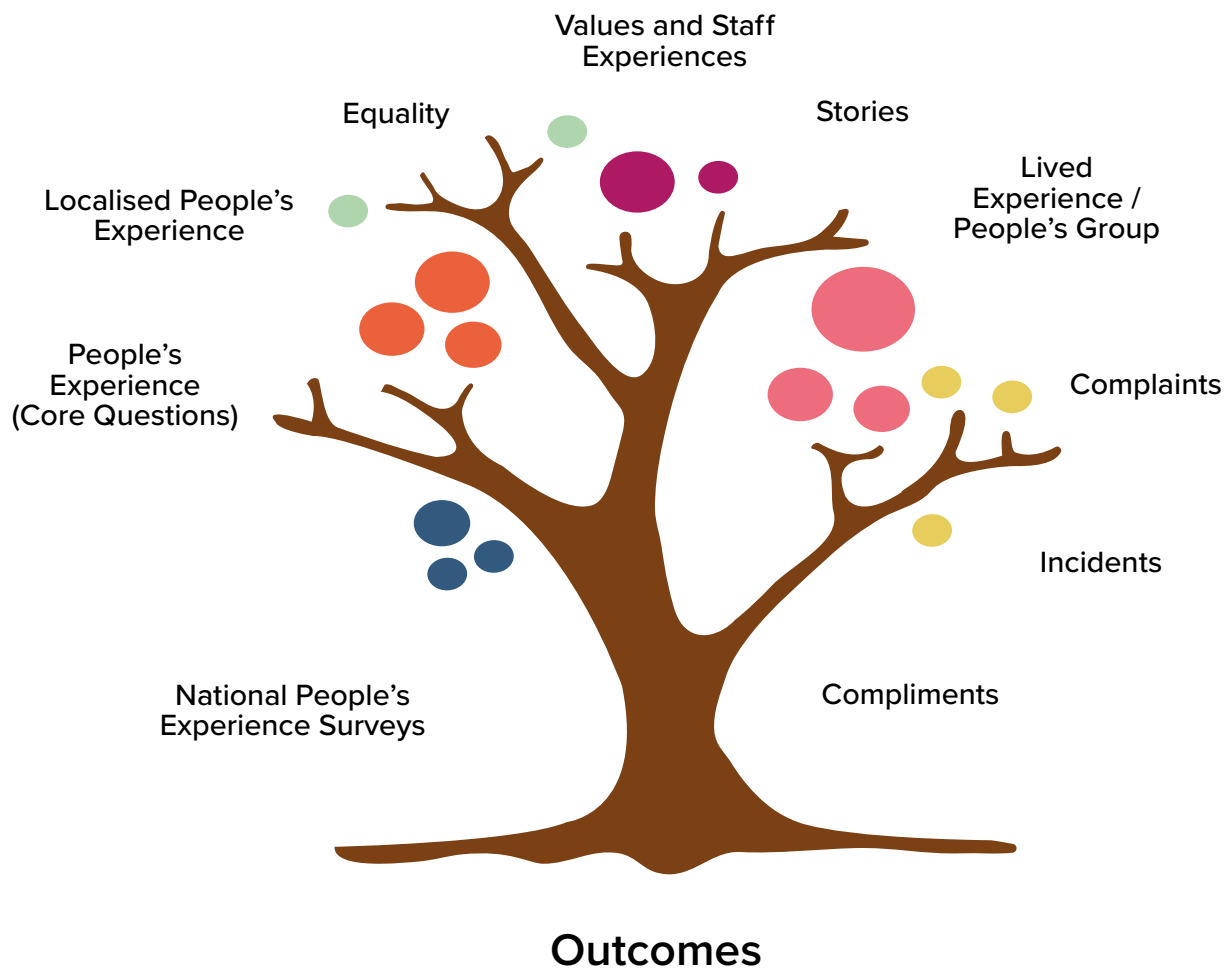 Values and Staff
Experiences
Equality
Stories
Localised People’s
Experience
Lived
Experience /
People’s Group
People’s
Experience
(Core Questions)
Complaints
Incidents
National People’s
Experience Surveys
Compliments
Outcomes